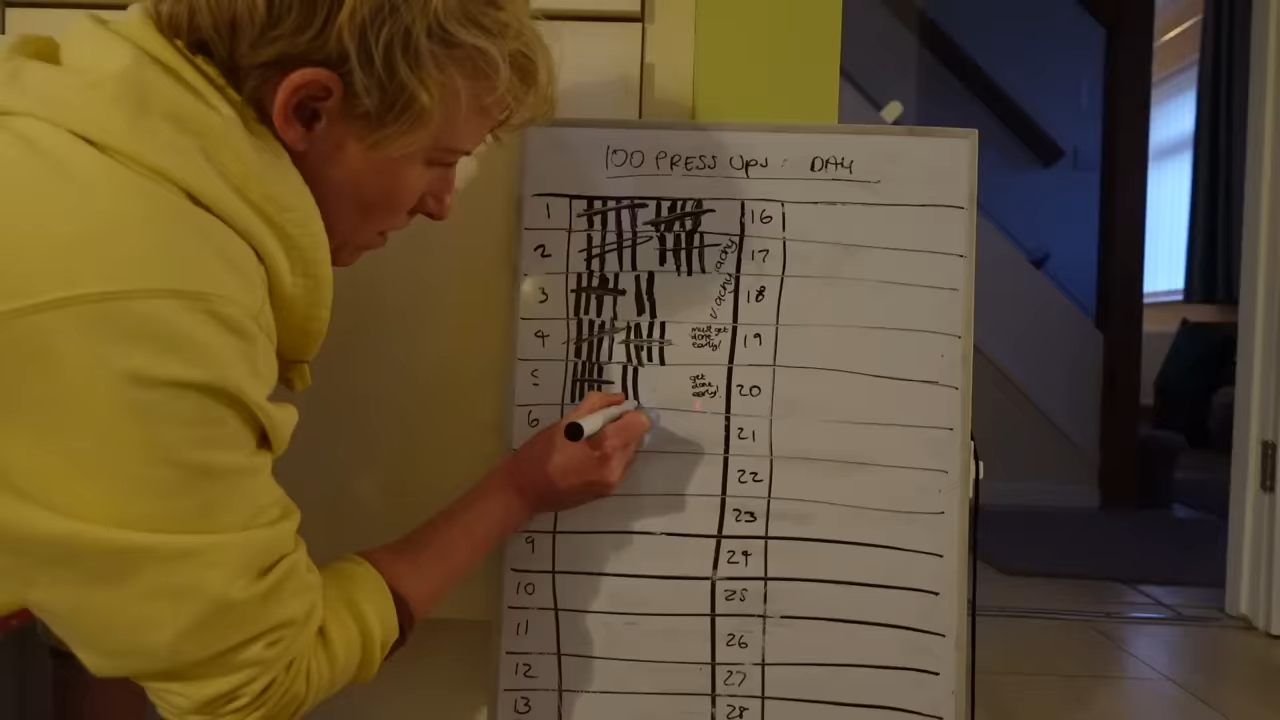 100 PRESS UPS : DAY
1
2 achy
3 v. achy
4 must get
done
early!
5 get
done
early!
6
9
10
11
12
13
16
17
18
19
20
21
22
23
24
25
26
27
28